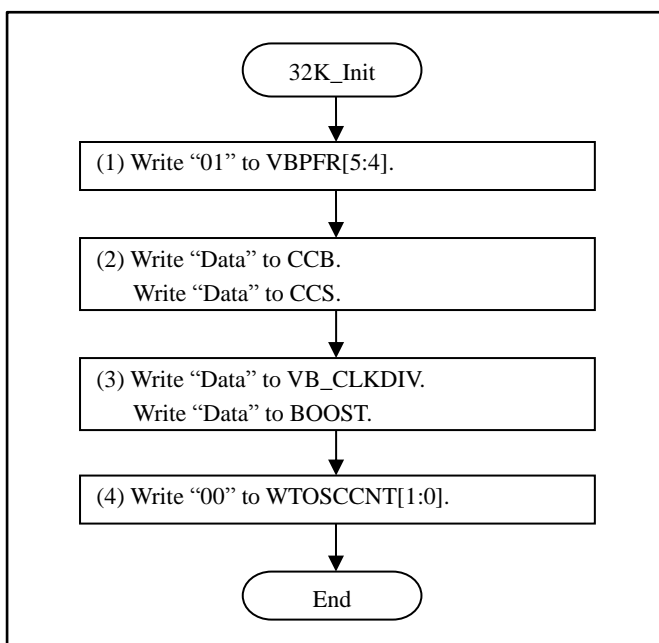 32K_Init
(1) Write “01” to VBPFR[5:4].
(2) Write “Data” to CCB.
Write “Data” to CCS.
(3) Write “Data” to VB_CLKDIV.
Write “Data” to BOOST.
(4) Write “00” to WTOSCCNT[1:0].
End